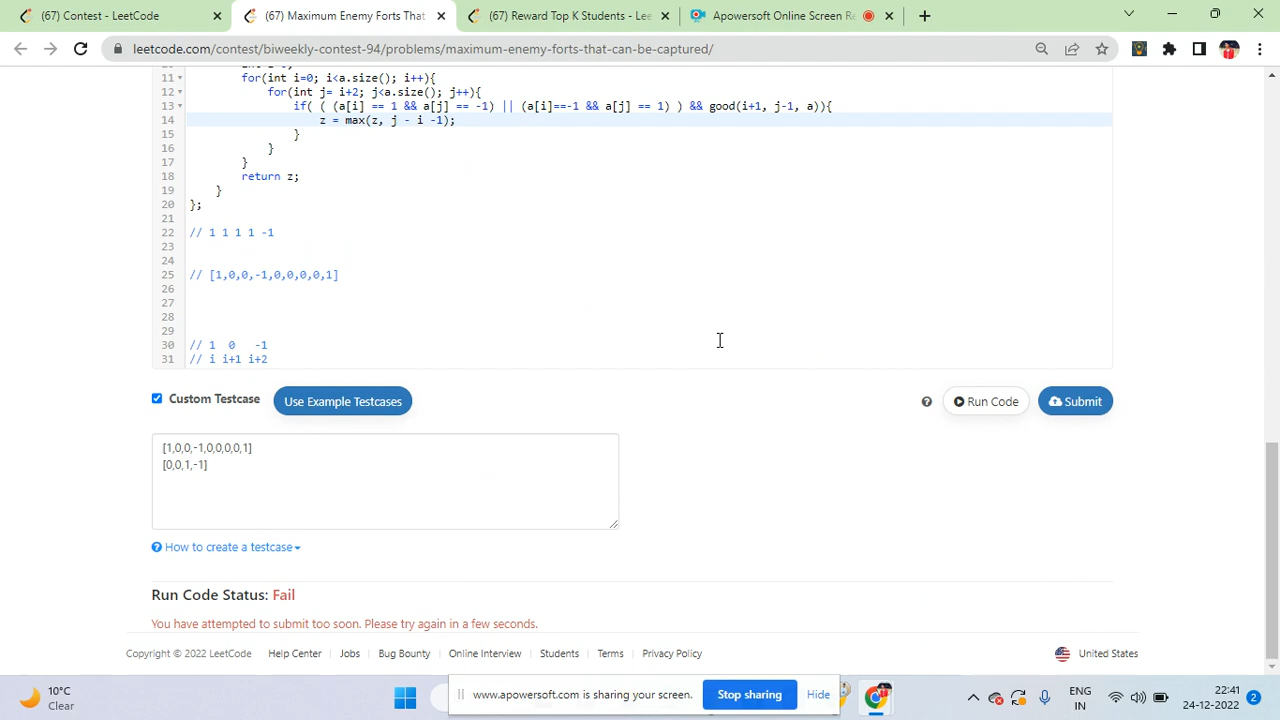 (67) Contest - LeetCode
(67) Maximum Enemy Forts That
(67) Reward Top K Students - Lee
Apowersoft Online Screen Re
leetcode.com/contest/biweekly-contest-94/problems/maximum-enemy-forts-that-can-be-captured/
11 for(int i=0; i<a.size(); i++){
12 for(int j= i+2; j<a.size(); j++){
13 if( ( (a[i] == 1 && a[j] == -1) || (a[i]==-1 && a[j] == 1) ) && good(i+1, j-1, a)){
14 z = max(z, j - i -1);
15 }
16 }
17 }
18 return z;
19 }
20 };
21
22 // 1 1 1 1 -1
23
24
25 // [1,0,0,-1,0,0,0,0,1]
26
27
28
29
30 // 1 0 -1
31 // i i+1 i+2
Custom Testcase
Use Example Testcases
Run Code
Submit
[1,0,0,-1,0,0,0,0,1]
[0,0,1,-1]
How to create a testcase
Run Code Status: Fail
You have attempted to submit too soon. Please try again in a few seconds.
Copyright © 2022 LeetCode Help Center Jobs Bug Bounty Online Interview Students Terms Privacy Policy United States
10°C
Clear
www.apowersoft.com is sharing your screen. Stop sharing Hide
ENG
IN
22:41
24-12-2022
2